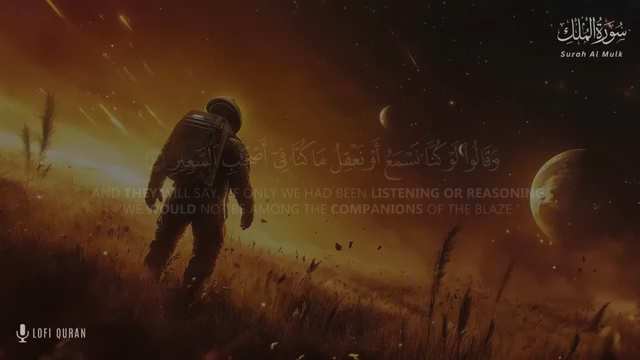 سُورَةُ المُلْكِ
Surah Al Mulk
وَقَالُوا لَوْ كُنَّا نَسْمَعُ أَوْ نَعْقِلُ مَا كُنَّا فِي أَصْحَٰبِ السَّعِيرِ
AND THEY WILL SAY, "IF ONLY WE HAD BEEN LISTENING OR REASONING,
WE WOULD NOT BE AMONG THE COMPANIONS OF THE BLAZE."
LOFI QURAN